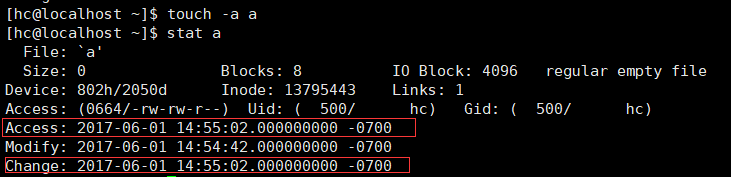 [hc@localhost ~]$ touch -a a
[hc@localhost ~]$ stat a
  File: `a'
  Size: 0               Blocks: 8          IO Block: 4096   regular empty file
Device: 802h/2050d      Inode: 13795443    Links: 1
Access: (0664/-rw-rw-r--)  Uid: (  500/      hc)   Gid: (  500/      hc)
Access: 2017-06-01 14:55:02.000000000 -0700
Modify: 2017-06-01 14:54:42.000000000 -0700
Change: 2017-06-01 14:55:02.000000000 -0700